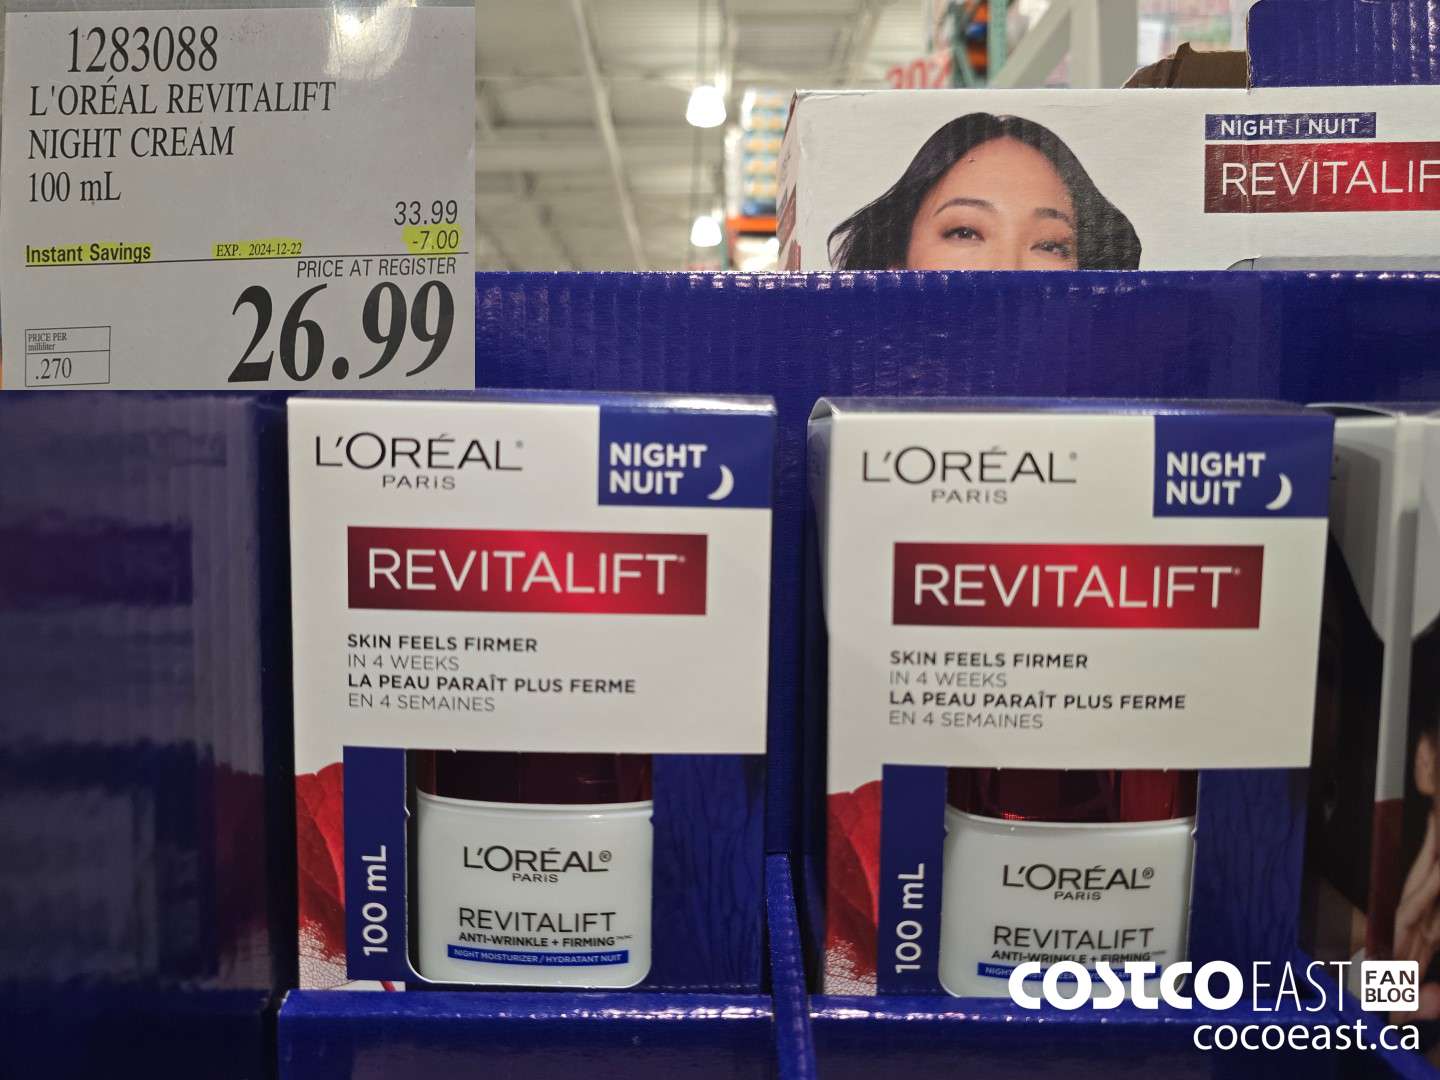 1283088
L'ORÉAL REVITALIFT
NIGHT CREAM
100 mL
33.99
Instant Savings EXP. 2024-12-22 -7.00
PRICE AT REGISTER
26.99
PRICE PER
milliliter
.270
NIGHT | NUIT
REVITALIF
L'ORÉAL®
PARiS
NIGHT
NUIT
REVITALIFT®
SKIN FEELS FIRMER
IN 4 WEEKS
LA PEAU PARAÎT PLUS FERME
EN 4 SEMAINES
100 mL
L'ORÉAL®
PARIS
REVITALIFT
ANTI-WRINKLE + FIRMING
NIGHT MOISTURIZER / HYDRATANT NUIT
L'ORÉAL®
PARiS
NIGHT
NUIT
REVITALIFT®
SKIN FEELS FIRMER
IN 4 WEEKS
LA PEAU PARAÎT PLUS FERME
EN 4 SEMAINES
100 mL
L'ORÉAL®
PARIS
REVITALIFT
ANTI-WRINKLE + FIRMING
COSTCO EAST FAN
BLOG
cocoeast.ca